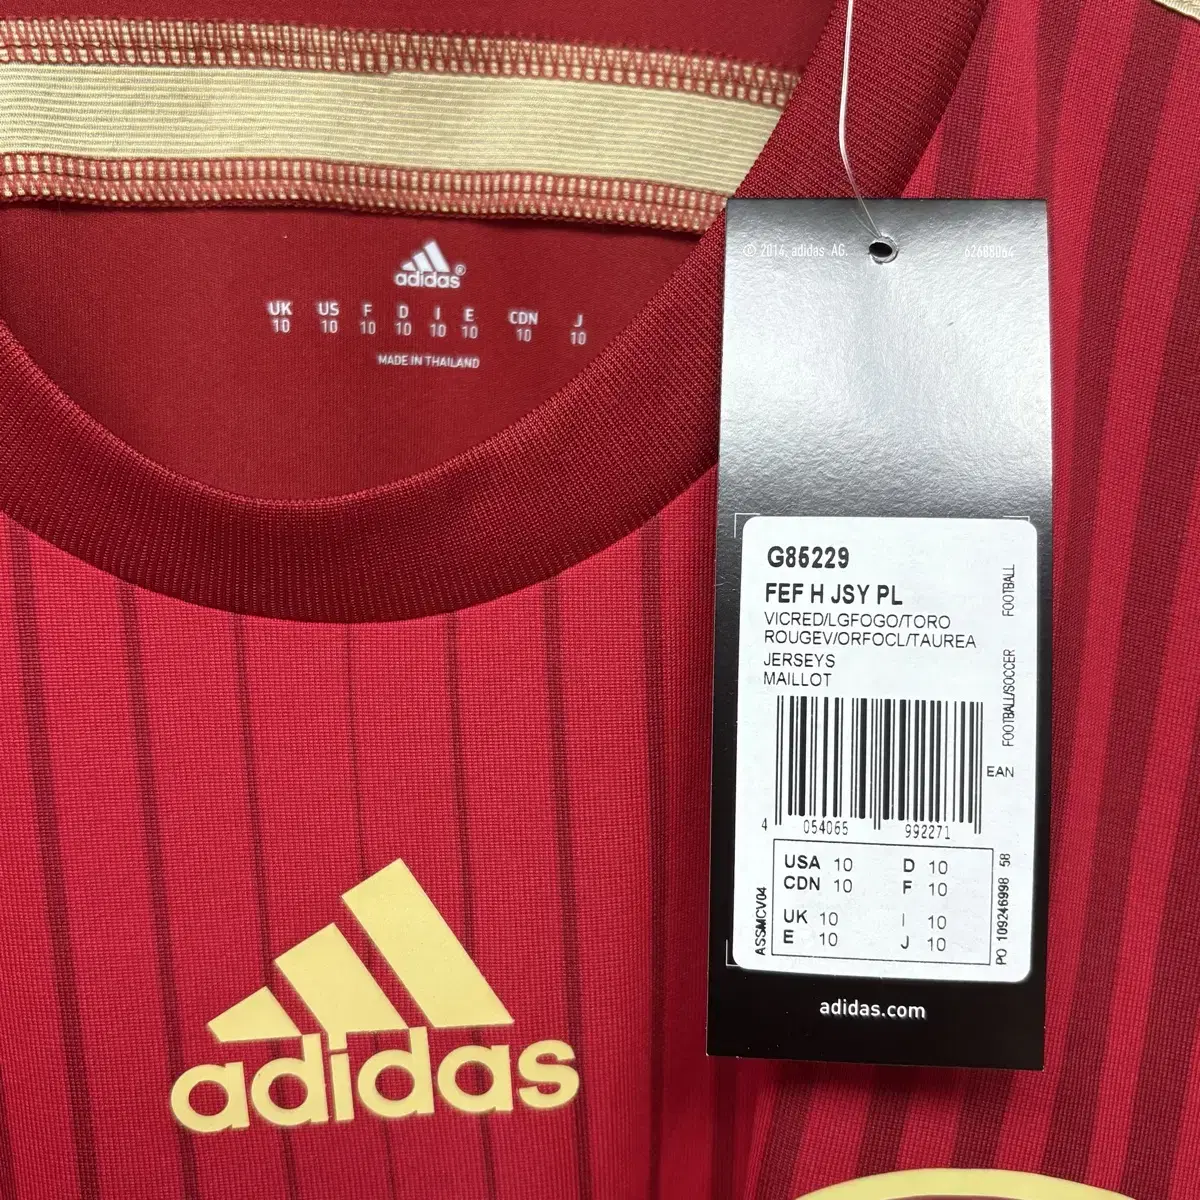 adidas®
UK US F D I E CDN J
10 10 10 10 10 10 10 10
MADE IN THAILAND
adidas
© 2014. adidas AG.
62688064
G85229
FEF H JSY PL
VICRED/LGFOGO/TORO
ROUGEV/ORFOCL/TAUREA
JERSEYS
MAILLOT
FOOTBALL
FOOTBALL/SOCCER
EAN
4 054065 992271
USA 10 D 10
CDN 10 F 10
UK 10 I 10
E 10 J 10
ASSMCV04
PO 109246998 58
adidas.com